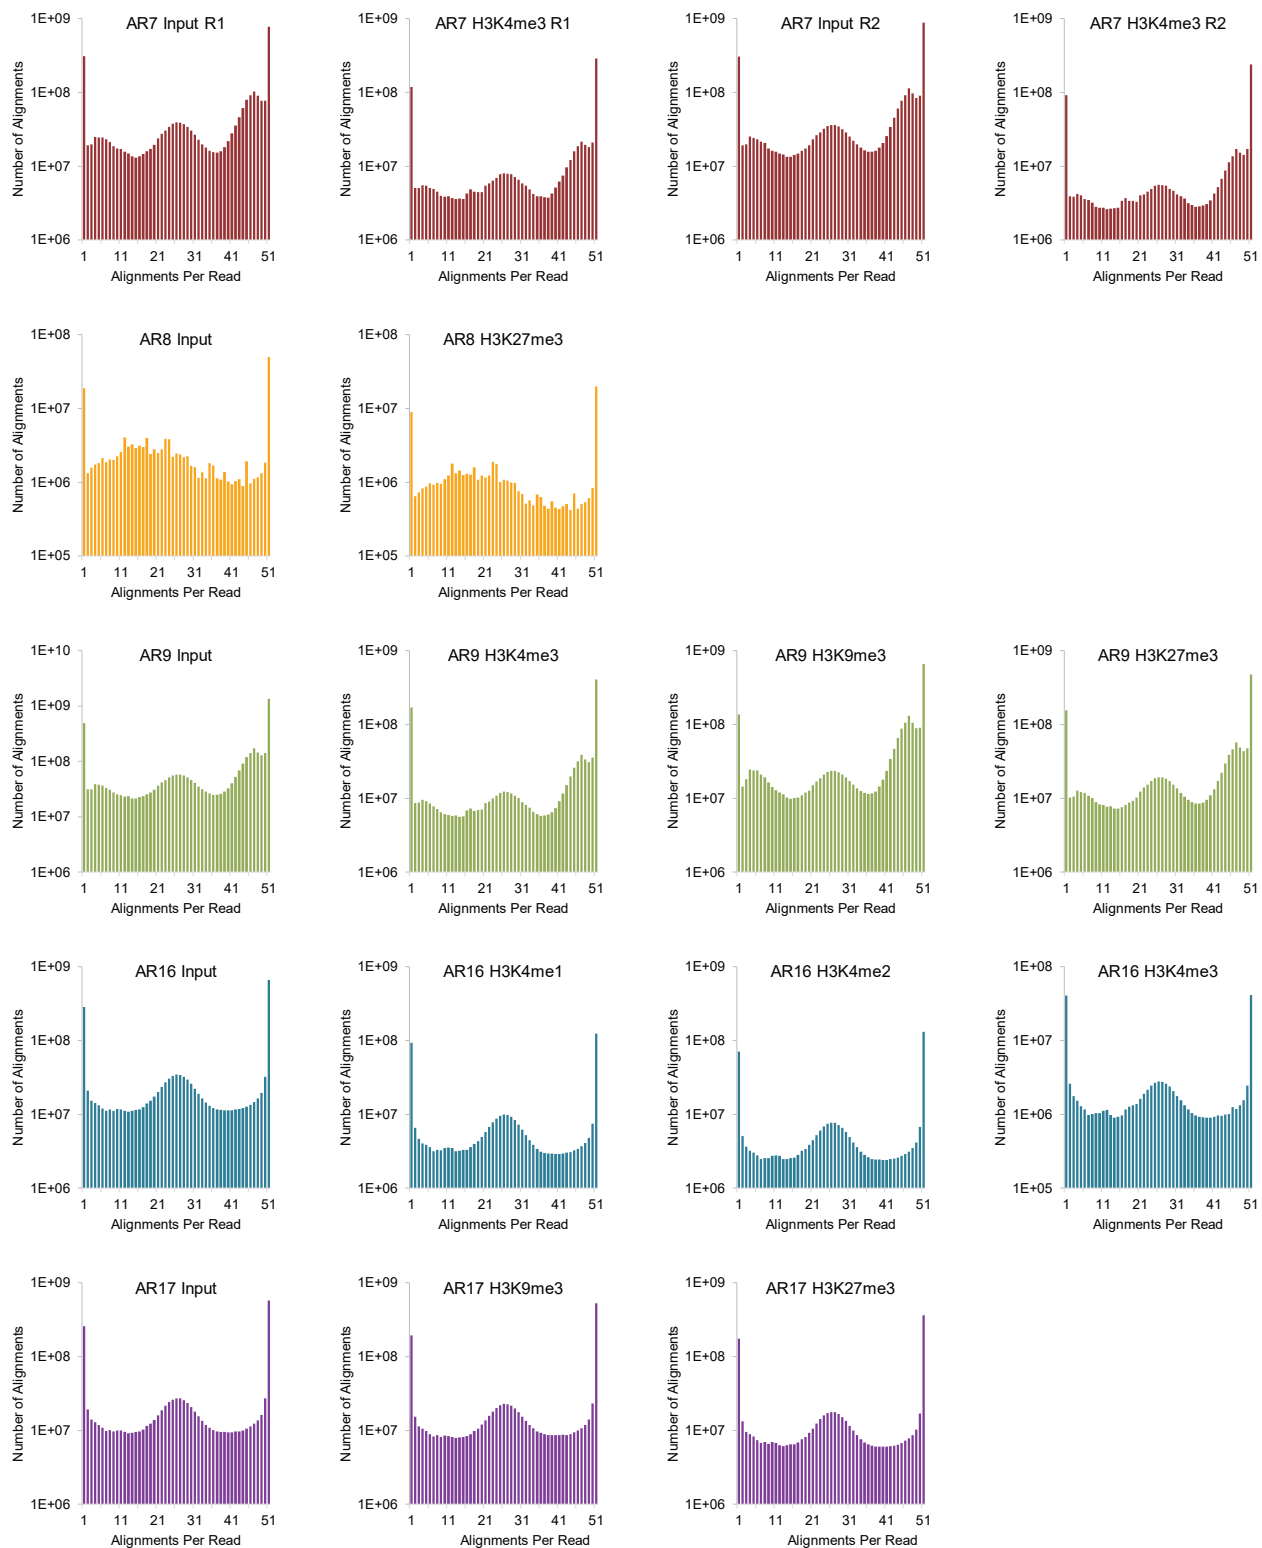 AR7 Input R1
Number of Alignments
1E+09
1E+08
1E+07
1E+06
1 11 21 31 41 51
Alignments Per Read
AR7 H3K4me3 R1
Number of Alignments
1E+09
1E+08
1E+07
1E+06
1 11 21 31 41 51
Alignments Per Read
AR7 Input R2
Number of Alignments
1E+09
1E+08
1E+07
1E+06
1 11 21 31 41 51
Alignments Per Read
AR7 H3K4me3 R2
Number of Alignments
1E+09
1E+08
1E+07
1E+06
1 11 21 31 41 51
Alignments Per Read
AR8 Input
Number of Alignments
1E+08
1E+07
1E+06
1E+05
1 11 21 31 41 51
Alignments Per Read
AR8 H3K27me3
Number of Alignments
1E+08
1E+07
1E+06
1E+05
1 11 21 31 41 51
Alignments Per Read
AR9 Input
Number of Alignments
1E+10
1E+09
1E+08
1E+07
1E+06
1 11 21 31 41 51
Alignments Per Read
AR9 H3K4me3
Number of Alignments
1E+09
1E+08
1E+07
1E+06
1 11 21 31 41 51
Alignments Per Read
AR9 H3K9me3
Number of Alignments
1E+09
1E+08
1E+07
1E+06
1 11 21 31 41 51
Alignments Per Read
AR9 H3K27me3
Number of Alignments
1E+09
1E+08
1E+07
1E+06
1 11 21 31 41 51
Alignments Per Read
AR16 Input
Number of Alignments
1E+09
1E+08
1E+07
1E+06
1 11 21 31 41 51
Alignments Per Read
AR16 H3K4me1
Number of Alignments
1E+09
1E+08
1E+07
1E+06
1 11 21 31 41 51
Alignments Per Read
AR16 H3K4me2
Number of Alignments
1E+09
1E+08
1E+07
1E+06
1 11 21 31 41 51
Alignments Per Read
AR16 H3K4me3
Number of Alignments
1E+08
1E+07
1E+06
1E+05
1 11 21 31 41 51
Alignments Per Read
AR17 Input
Number of Alignments
1E+09
1E+08
1E+07
1E+06
1 11 21 31 41 51
Alignments Per Read
AR17 H3K9me3
Number of Alignments
1E+09
1E+08
1E+07
1E+06
1 11 21 31 41 51
Alignments Per Read
AR17 H3K27me3
Number of Alignments
1E+09
1E+08
1E+07
1E+06
1 11 21 31 41 51
Alignments Per Read